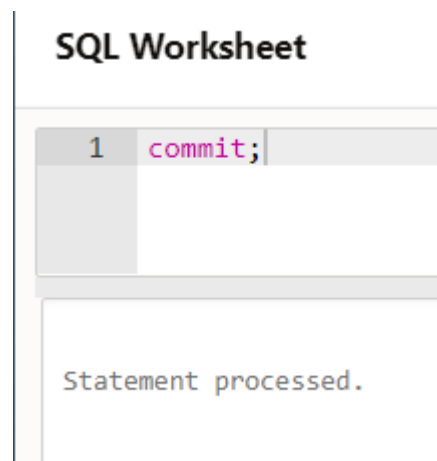 SQL Worksheet
1 commit;
Statement processed.